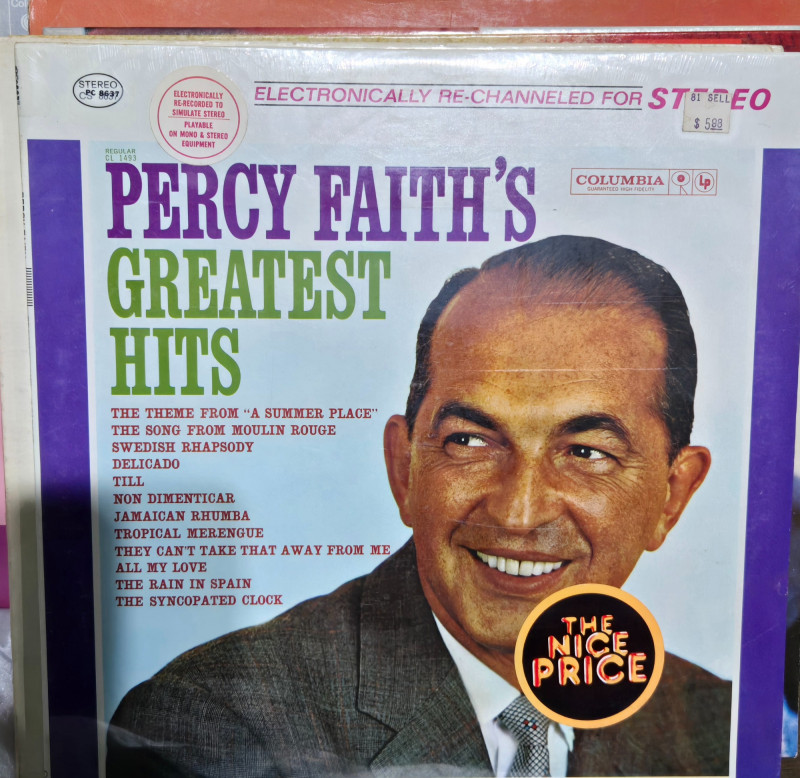 STEREO
PC 8637
ELECTRONICALLY
RE-RECORDED TO
SIMULATE STEREO
PLAYABLE
ON MONO & STEREO
EQUIPMENT
ELECTRONICALLY RE-CHANNELED FOR STEREO
81 SELL
$ 5.98
REGULAR
CL 1493
COLUMBIA
GUARANTEED HIGH-FIDELITY
LP
PERCY FAITH'S
GREATEST
HITS
THE THEME FROM "A SUMMER PLACE"
THE SONG FROM MOULIN ROUGE
SWEDISH RHAPSODY
DELICADO
TILL
NON DIMENTICAR
JAMAICAN RHUMBA
TROPICAL MERENGUE
THEY CAN'T TAKE THAT AWAY FROM ME
ALL MY LOVE
THE RAIN IN SPAIN
THE SYNCOPATED CLOCK
THE
NICE
PRICE